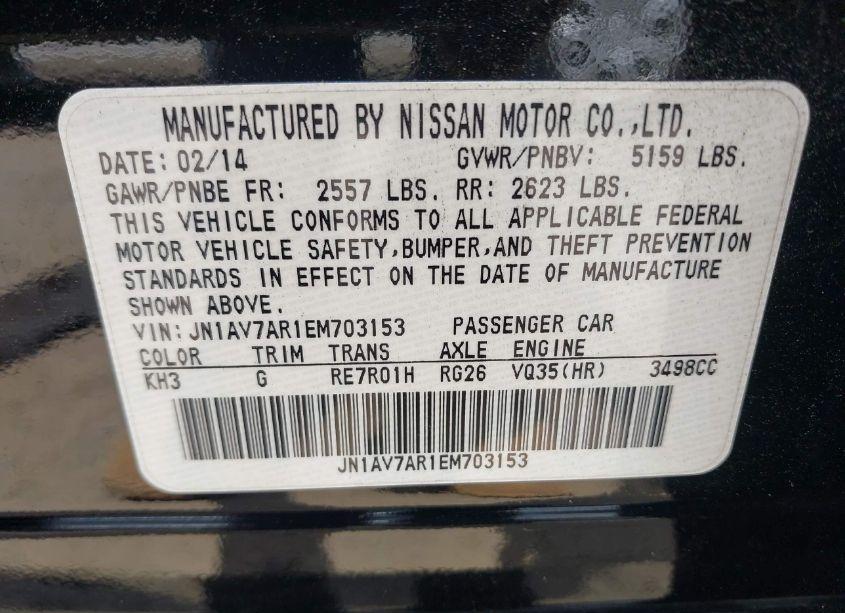 MANUFACTURED BY NISSAN MOTOR CO.,LTD.
DATE: 02/14 GVWR/PNBV: 5159 LBS.
GAWR/PNBE FR: 2557 LBS. RR: 2623 LBS.
THIS VEHICLE CONFORMS TO ALL APPLICABLE FEDERAL
MOTOR VEHICLE SAFETY,BUMPER,AND THEFT PREVENTION
STANDARDS IN EFFECT ON THE DATE OF MANUFACTURE
SHOWN ABOVE.
VIN: JN1AV7AR1EM703153 PASSENGER CAR
COLOR TRIM TRANS AXLE ENGINE
KH3 G RE7R01H RG26 VQ35(HR) 3498CC
JN1AV7AR1EM703153